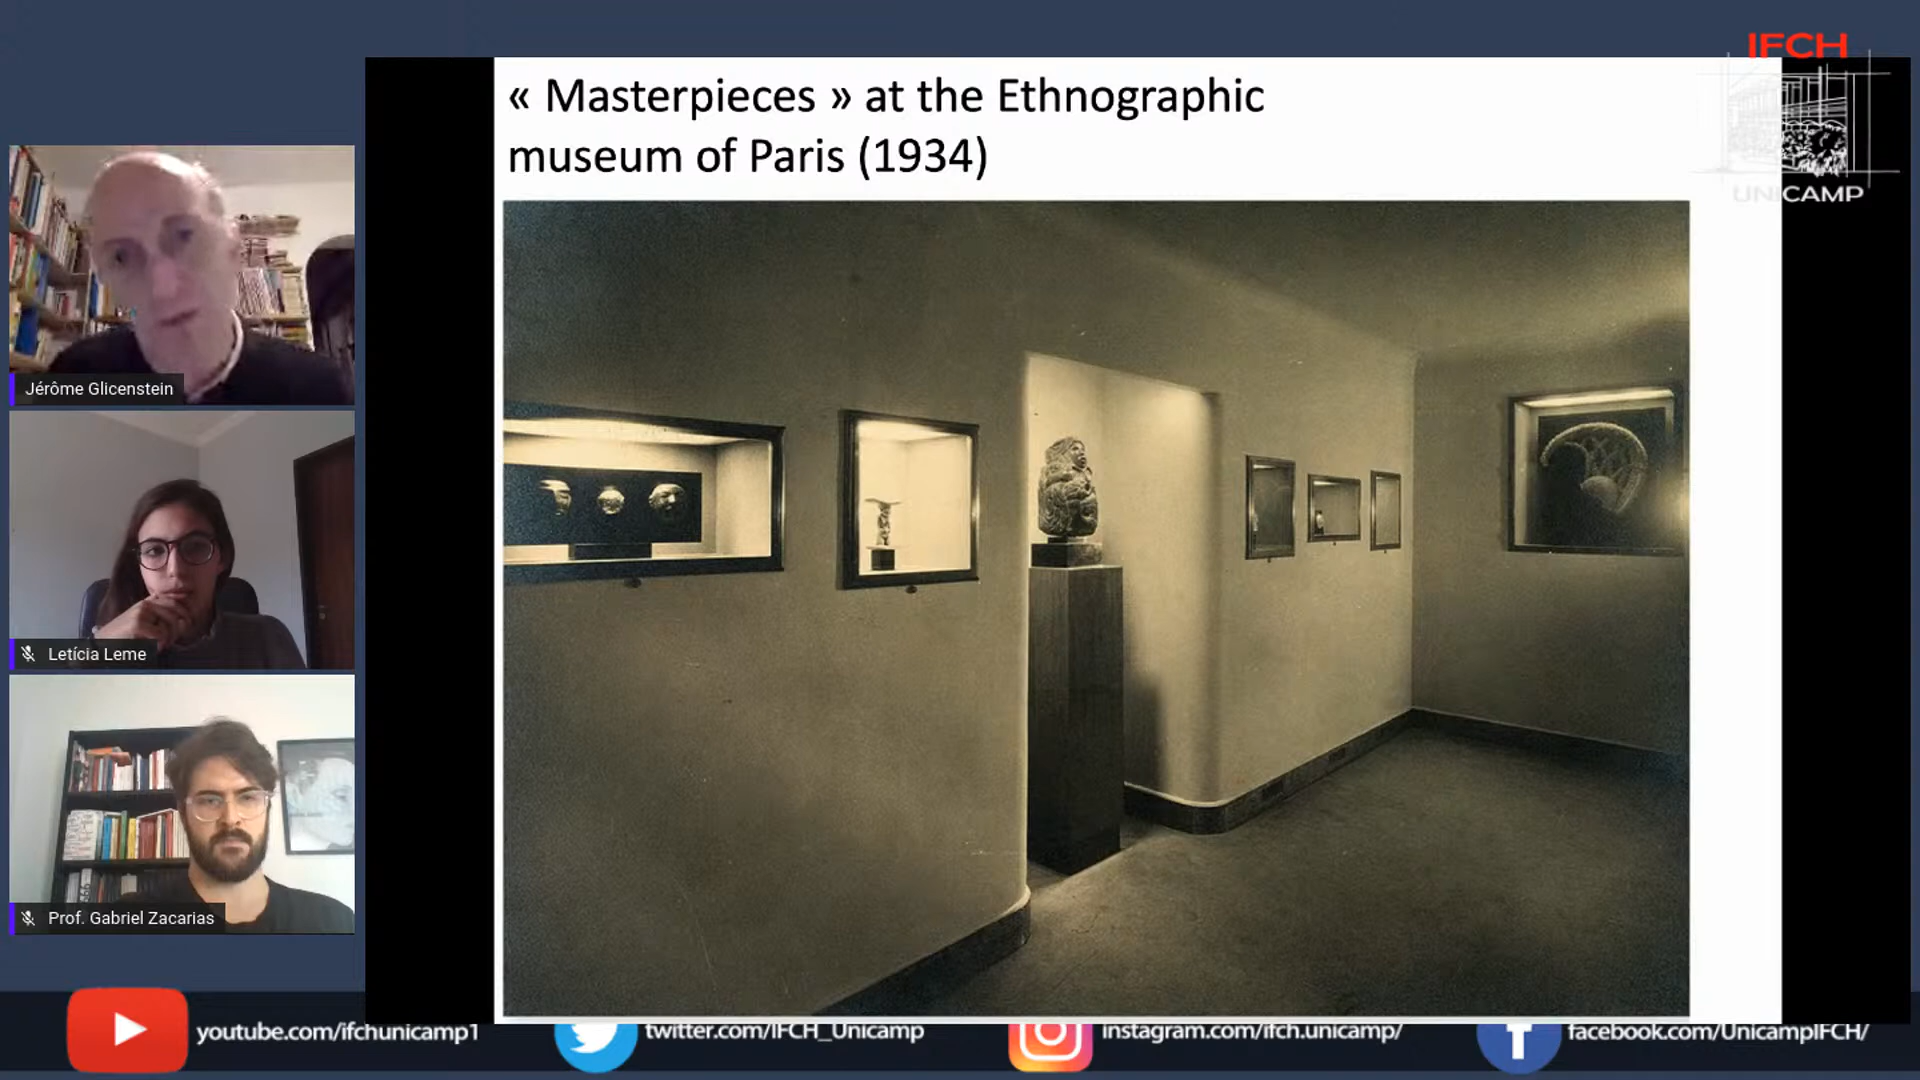 « Masterpieces » at the Ethnographic
museum of Paris (1934)
IFCH
UNICAMP
Jérôme Glicenstein
Letícia Leme
Prof. Gabriel Zacarias
youtube.com/ifchunicamp1
twitter.com/IFCH_Unicamp
instagram.com/ifch.unicamp/
facebook.com/UnicampIFCH/